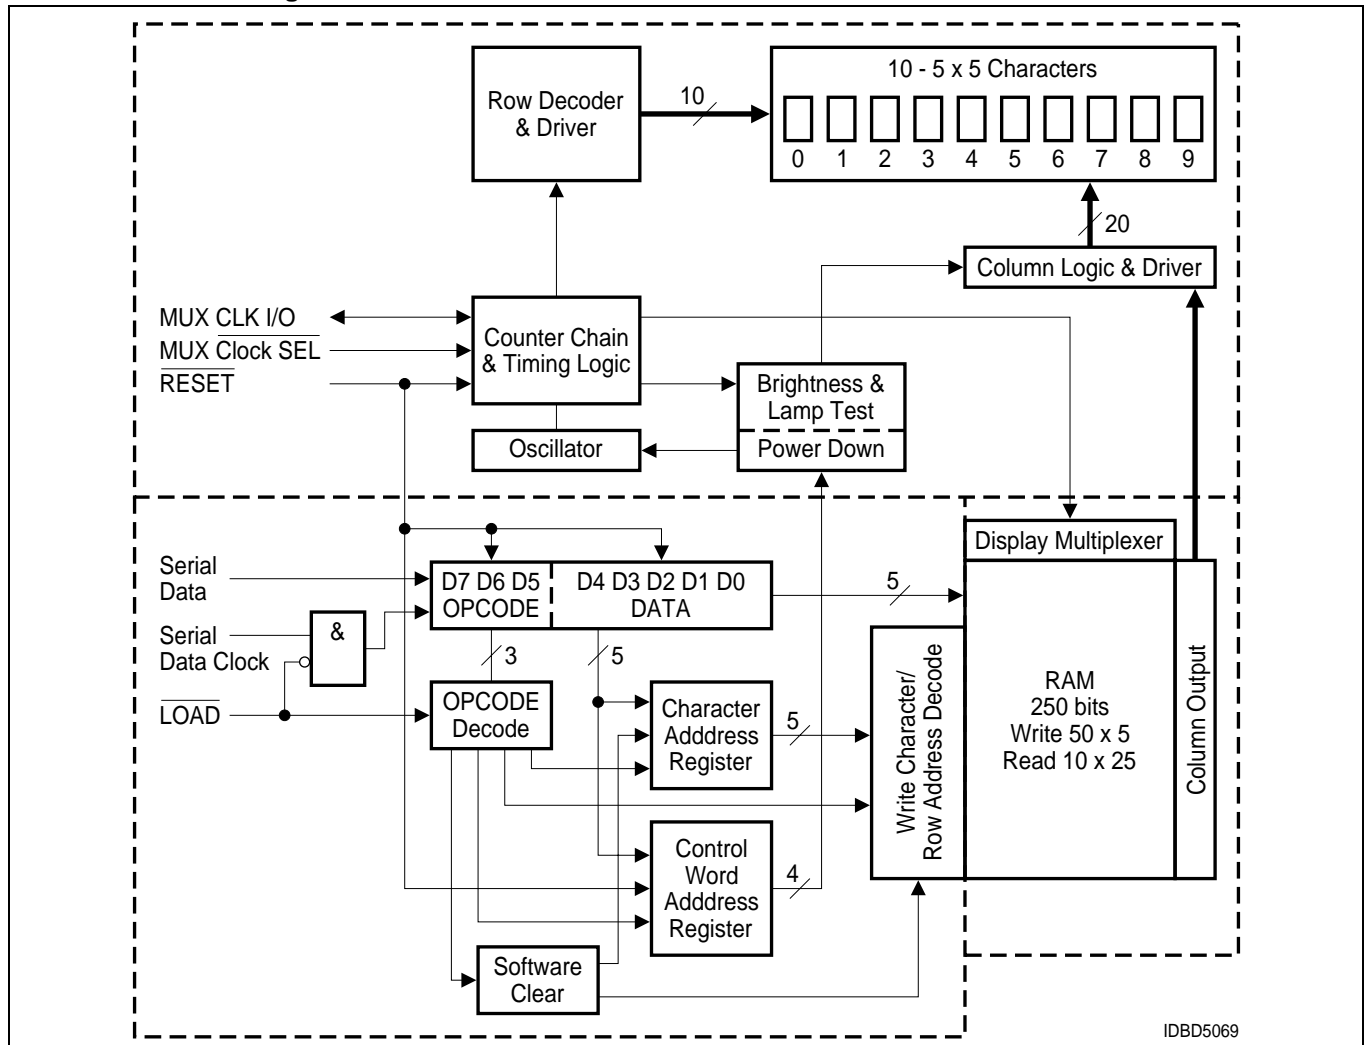 Row Decoder
& Driver
10
10 - 5 x 5 Characters
0 1 2 3 4 5 6 7 8 9
20
Column Logic & Driver
MUX CLK I/O
MUX Clock SEL
RESET
Counter Chain
& Timing Logic
Brightness &
Lamp Test
Power Down
Oscillator
Display Multiplexer
Serial
Data
D7 D6 D5
OPCODE
D4 D3 D2 D1 D0
DATA
5
Serial
Data Clock
&
3
5
LOAD
OPCODE
Decode
Character
Adddress
Register
5
Write Character/
Row Address Decode
RAM
250 bits
Write 50 x 5
Read 10 x 25
Column Output
Control
Word
Adddress
Register
4
Software
Clear
IDBD5069